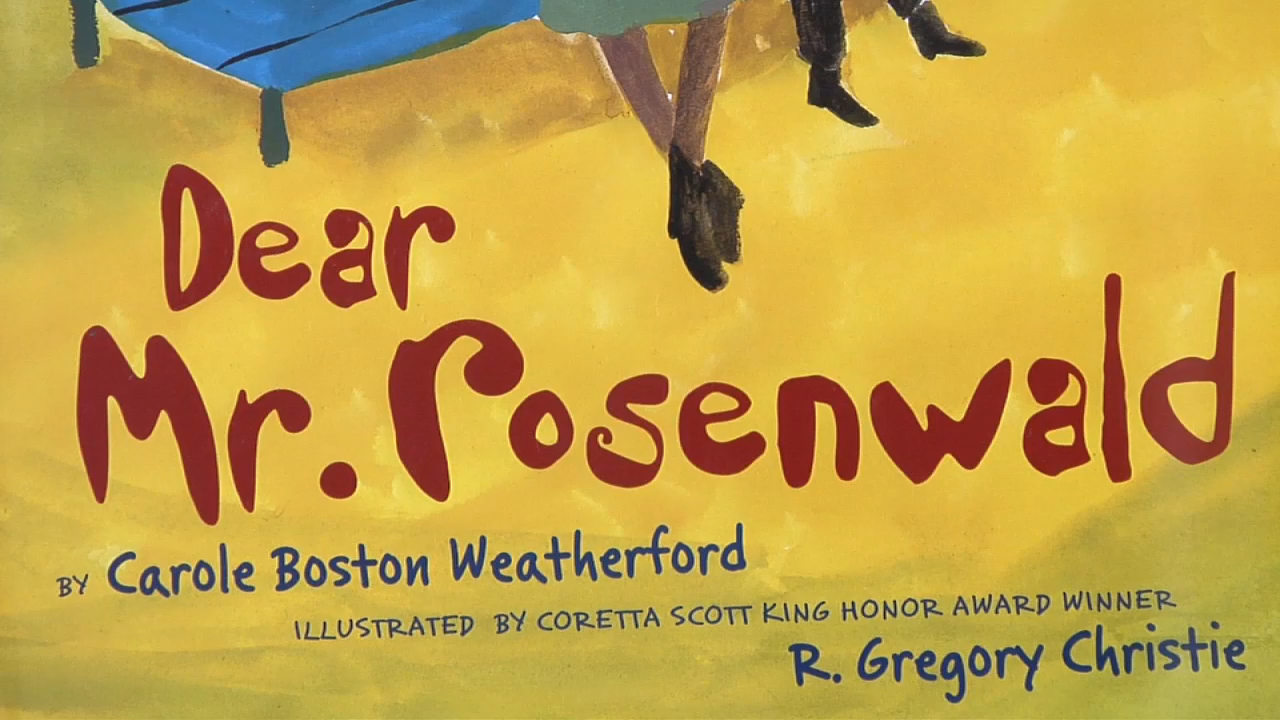 Dear
Mr. rosenwald
BY Carole Boston Weatherford
ILLUSTRATED BY CORETTA SCOTT KING HONOR AWARD WINNER
R. Gregory Christie